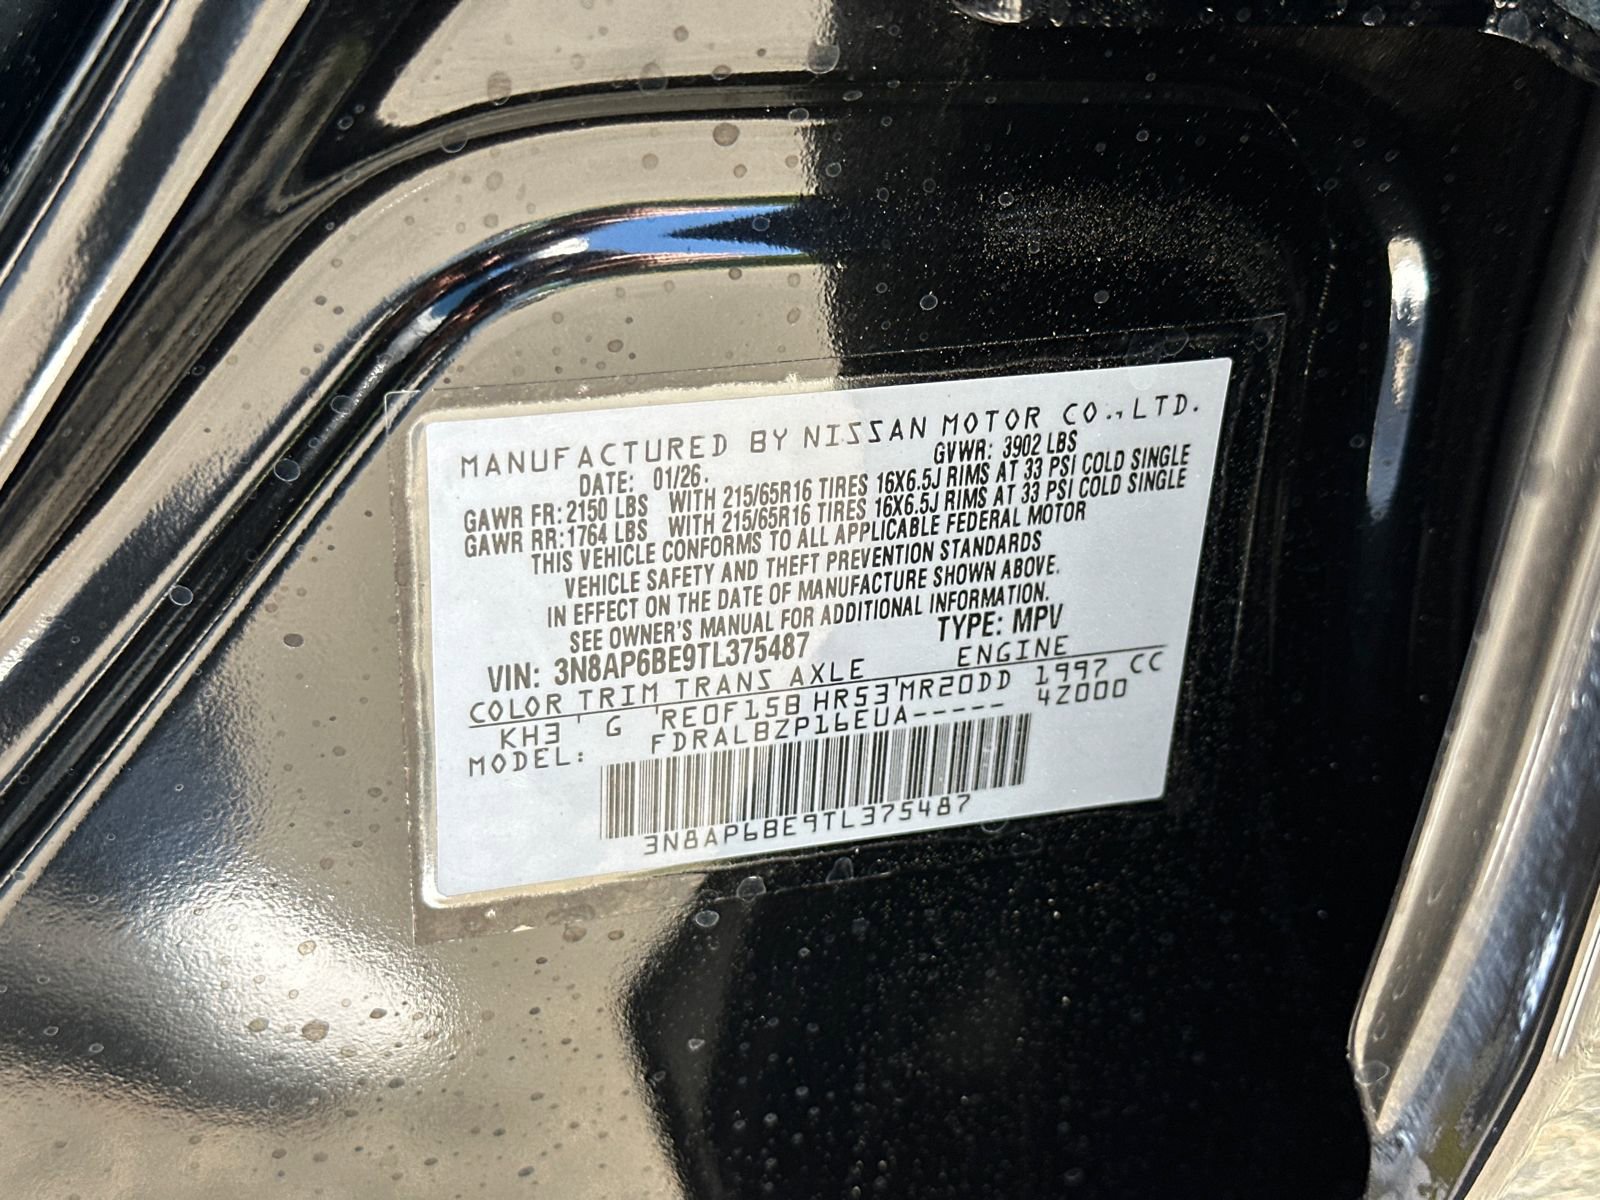 MANUFACTURED BY NISSAN MOTOR CO., LTD.
DATE: 01/26. GVWR: 3902 LBS
GAWR FR: 2150 LBS WITH 215/65R16 TIRES 16X6.5J RIMS AT 33 PSI COLD SINGLE
GAWR RR: 1764 LBS WITH 215/65R16 TIRES 16X6.5J RIMS AT 33 PSI COLD SINGLE
THIS VEHICLE CONFORMS TO ALL APPLICABLE FEDERAL MOTOR
VEHICLE SAFETY AND THEFT PREVENTION STANDARDS
IN EFFECT ON THE DATE OF MANUFACTURE SHOWN ABOVE.
SEE OWNER'S MANUAL FOR ADDITIONAL INFORMATION.
VIN: 3N8AP6BE9TL375487 TYPE: MPV
COLOR TRIM TRANS AXLE ENGINE
KH3 ' G 'RE0F15B HR53'MR20DD 1997 CC
MODEL: FDRALBZP16EUA----- 4Z000
3N8AP6BE9TL375487